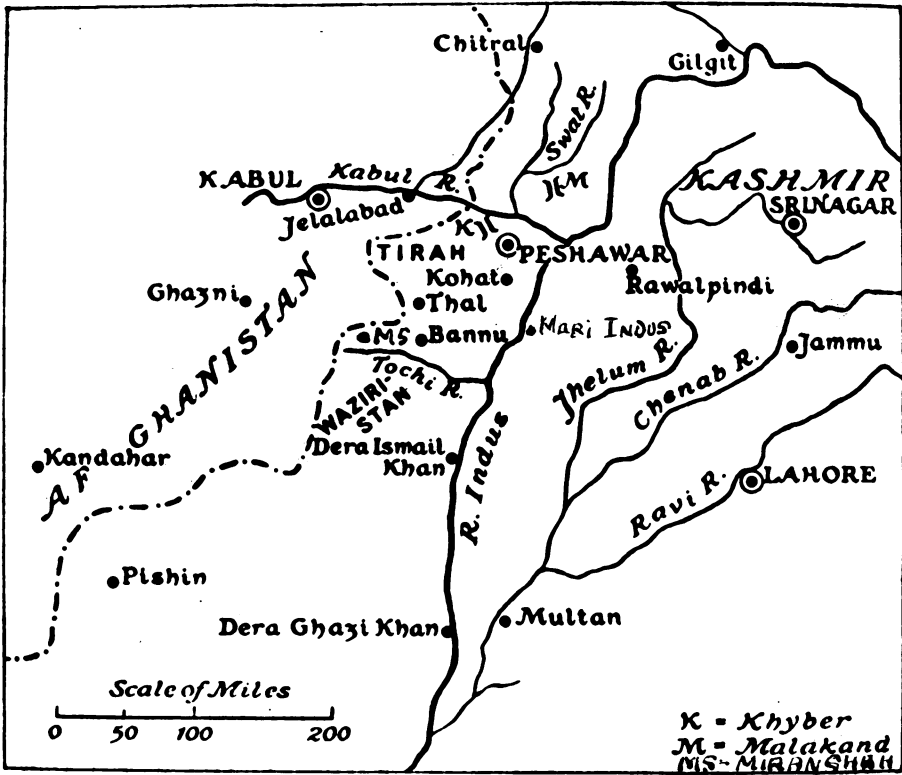 Chitral
Gilgit
Swat R.
KABUL
Kabul R.
M
KASHMIR
SRINAGAR
Jelalabad
K
TIRAH
PESHAWAR
Kohat
Rawalpindi
Ghazni
Thal
AFGHANISTAN
MS
Bannu
MARI INDUS
Jammu
Tochi R.
Jhelum R.
Chenab R.
WAZIRI-
STAN
Dera Ismail
Khan
Kandahar
R. Indus
LAHORE
Ravi R.
Pishin
Multan
Dera Ghazi Khan
Scale of Miles
0 50 100 200
K = Khyber
M = Malakand
MS - MIRANSHAH